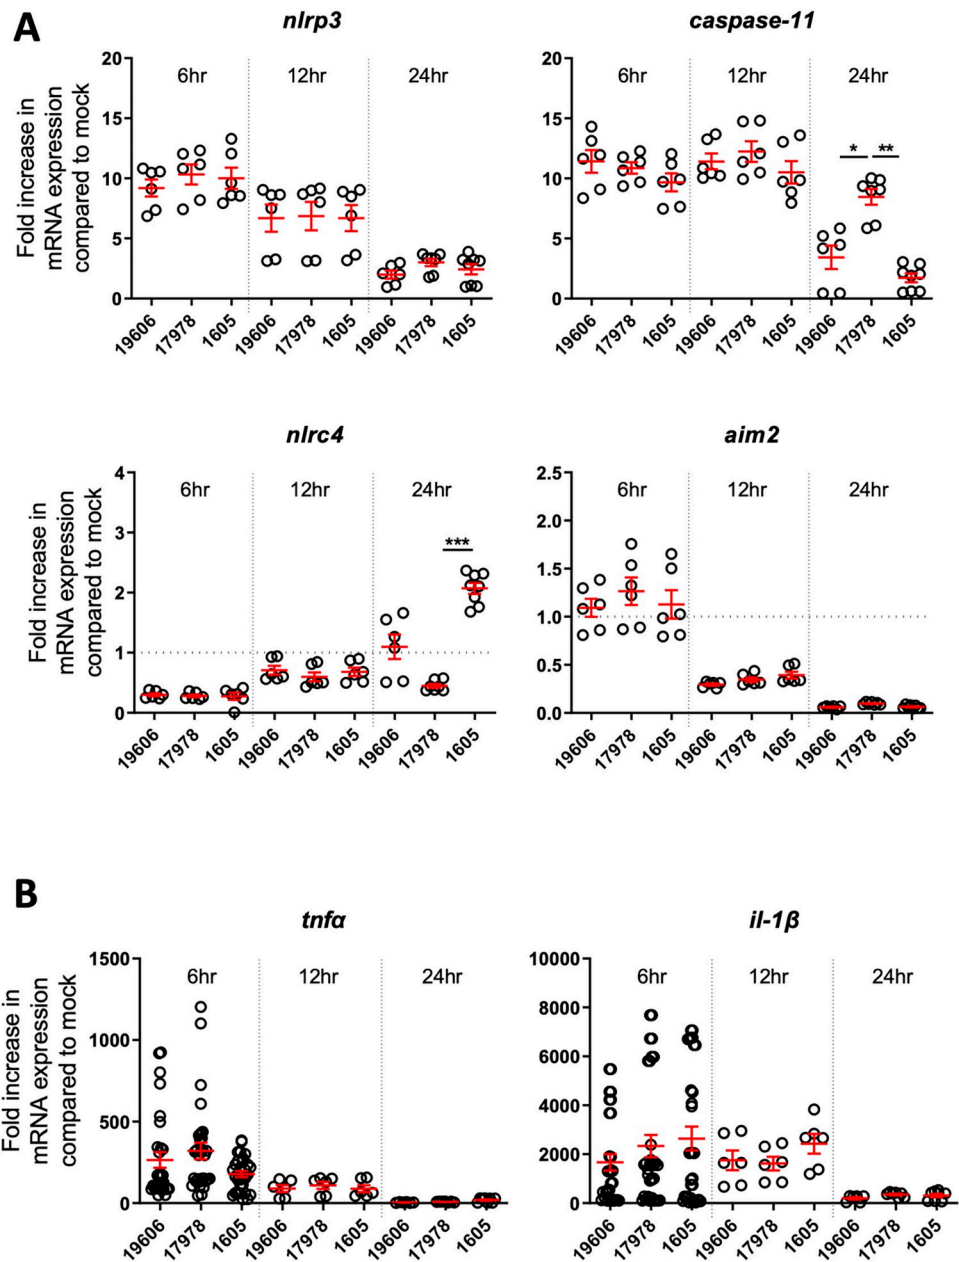 A
nlrp3
Fold increase in
mRNA expression
compared to mock
20
15
10
5
0
6hr
12hr
24hr
19606
17978
1605
19606
17978
1605
19606
17978
1605
caspase-11
20
15
10
5
0
6hr
12hr
24hr
*
**
19606
17978
1605
19606
17978
1605
19606
17978
1605
nlrc4
Fold increase in
mRNA expression
compared to mock
4
3
2
1
0
6hr
12hr
24hr
***
19606
17978
1605
19606
17978
1605
19606
17978
1605
aim2
2.5
2.0
1.5
1.0
0.5
0.0
6hr
12hr
24hr
19606
17978
1605
19606
17978
1605
19606
17978
1605
B
tnfα
Fold increase in
mRNA expression
compared to mock
1500
1000
500
0
6hr
12hr
24hr
19606
17978
1605
19606
17978
1605
19606
17978
1605
il-1β
10000
8000
6000
4000
2000
0
6hr
12hr
24hr
19606
17978
1605
19606
17978
1605
19606
17978
1605